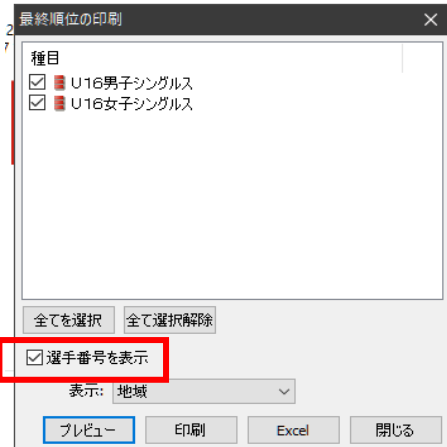 2
7
最終順位の印刷
種目
U16男子シングルス
U16女子シングルス
全てを選択 全て選択解除
選手番号を表示
表示: 地域
プレビュー 印刷 Excel 閉じる